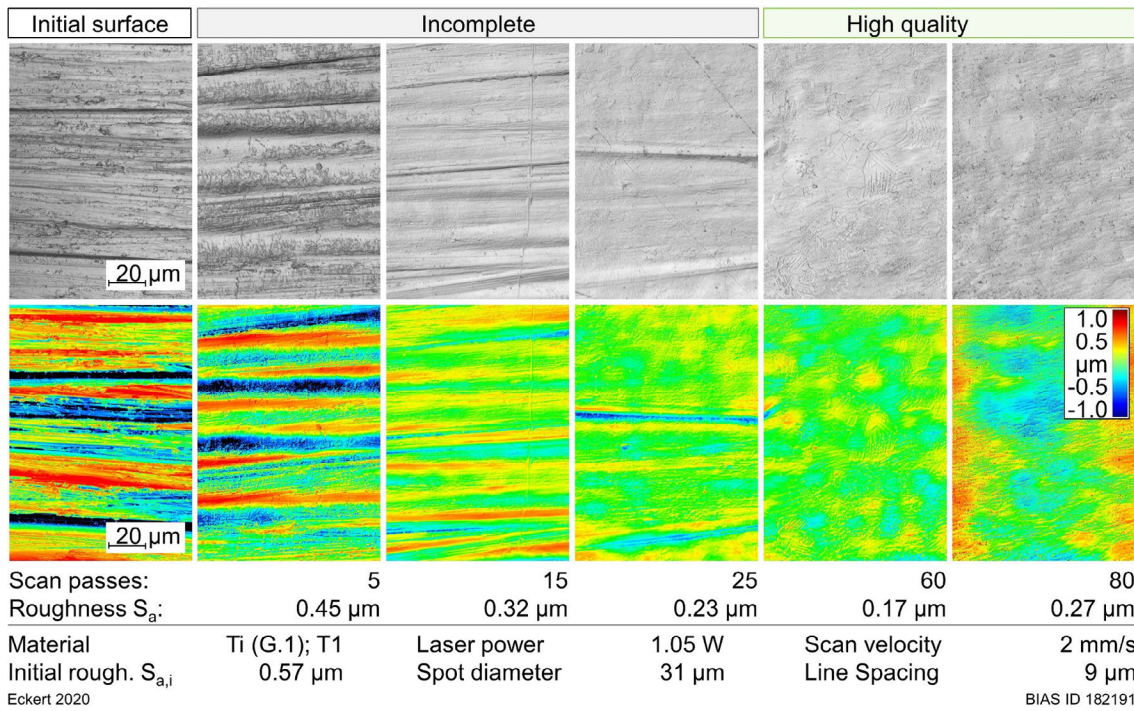 Initial surface Incomplete High quality
20 µm
1.0
0.5
µm
-0.5
-1.0
20 µm
Scan passes: 5 15 25 60 80
Roughness Sa: 0.45 µm 0.32 µm 0.23 µm 0.17 µm 0.27 µm
Material Ti (G.1); T1 Laser power 1.05 W Scan velocity 2 mm/s
Initial rough. Sa,i 0.57 µm Spot diameter 31 µm Line Spacing 9 µm
Eckert 2020 BIAS ID 182191